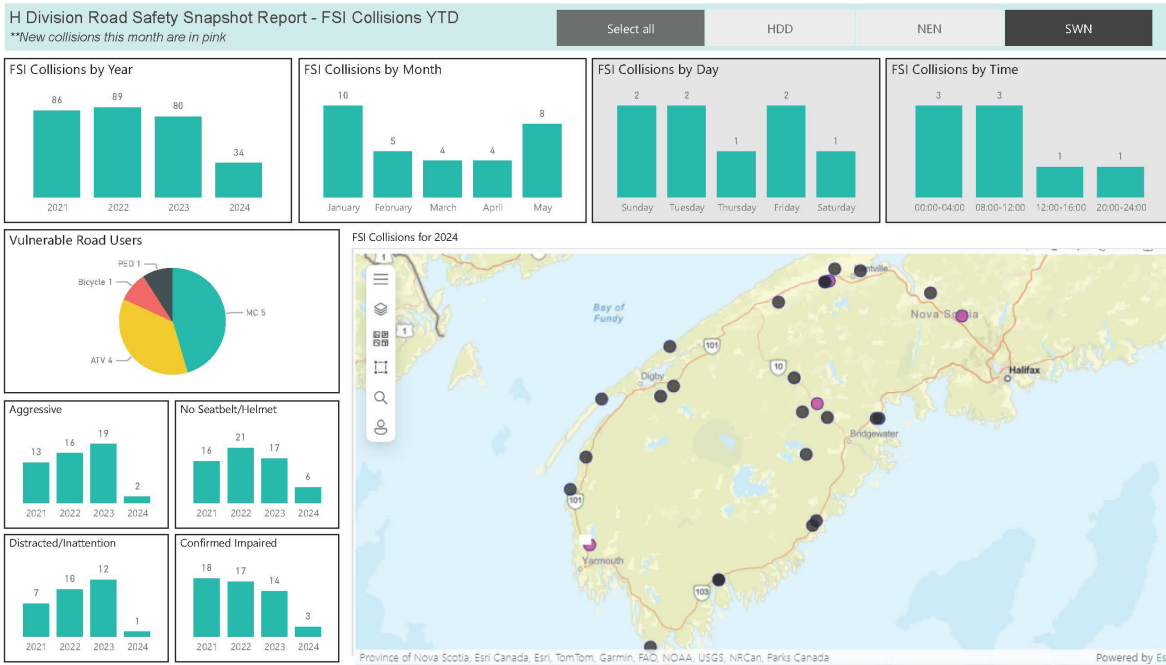 H Division Road Safety Snapshot Report - FSI Collisions YTD
**New collisions this month are in pink
Select all
HDD
NEN
SWN
FSI Collisions by Year
86
89
80
34
2021
2022
2023
2024
FSI Collisions by Month
10
5
4
4
8
January
February
March
April
May
FSI Collisions by Day
2
2
1
2
1
Sunday
Tuesday
Thursday
Friday
Saturday
FSI Collisions by Time
3
3
1
1
00:00-04:00
08:00-12:00
12:00-16:00
20:00-24:00
Vulnerable Road Users
PED 1
Bicycle 1
MC 5
ATV 4
Aggressive
13
16
19
2
2021
2022
2023
2024
No Seatbelt/Helmet
16
21
17
6
2021
2022
2023
2024
Distracted/Inattention
7
10
12
1
2021
2022
2023
2024
Confirmed Impaired
18
17
14
3
2021
2022
2023
2024
FSI Collisions for 2024
1
1
Bay of
Fundy
Nova Scotia
101
10
Halifax
Digby
Bridgewater
101
Yarmouth
103
Province of Nova Scotia, Esri Canada, Esri, TomTom, Garmin, FAO, NOAA, USGS, NRCan, Parks Canada
Powered by Es